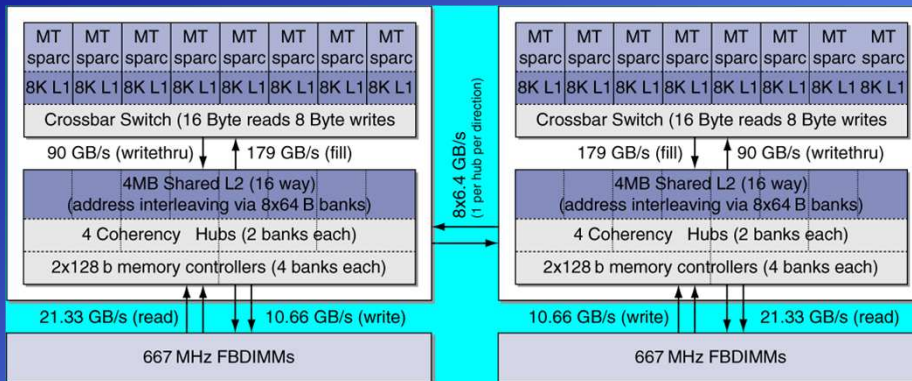 MT MT MT MT MT MT MT MT
sparc sparc sparc sparc sparc sparc sparc sparc
8K L1 8K L1 8K L1 8K L1 8K L1 8K L1 8K L1 8K L1
Crossbar Switch (16 Byte reads 8 Byte writes
90 GB/s (writethru)
179 GB/s (fill)
4MB Shared L2 (16 way)
(address interleaving via 8x64 B banks)
4 Coherency Hubs (2 banks each)
2x128 b memory controllers (4 banks each)
21.33 GB/s (read)
10.66 GB/s (write)
667 MHz FBDIMMs
8x6.4 GB/s
(1 per hub per direction)
MT MT MT MT MT MT MT MT
sparc sparc sparc sparc sparc sparc sparc sparc
8K L1 8K L1 8K L1 8K L1 8K L1 8K L1 8K L1 8K L1
Crossbar Switch (16 Byte reads 8 Byte writes
179 GB/s (fill)
90 GB/s (writethru)
4MB Shared L2 (16 way)
(address interleaving via 8x64 B banks)
4 Coherency Hubs (2 banks each)
2x128 b memory controllers (4 banks each)
10.66 GB/s (write)
21.33 GB/s (read)
667 MHz FBDIMMs